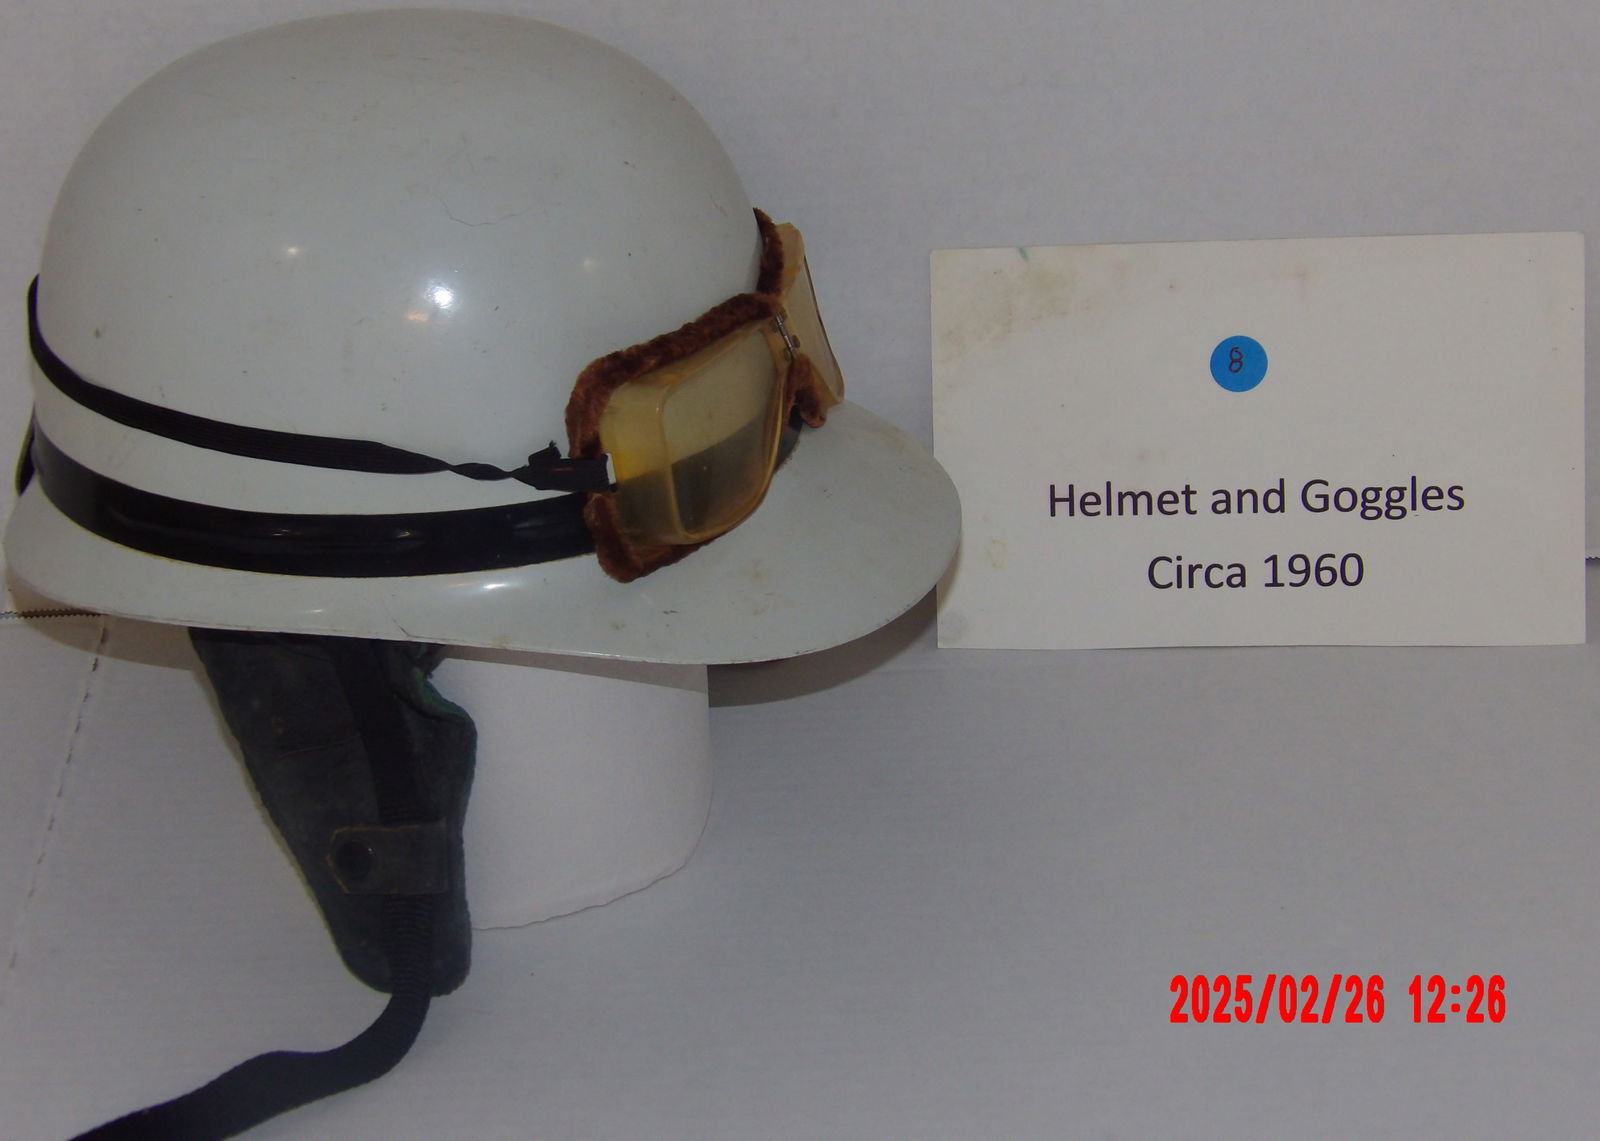 8
Helmet and Goggles
Circa 1960
2025/02/26 12:26